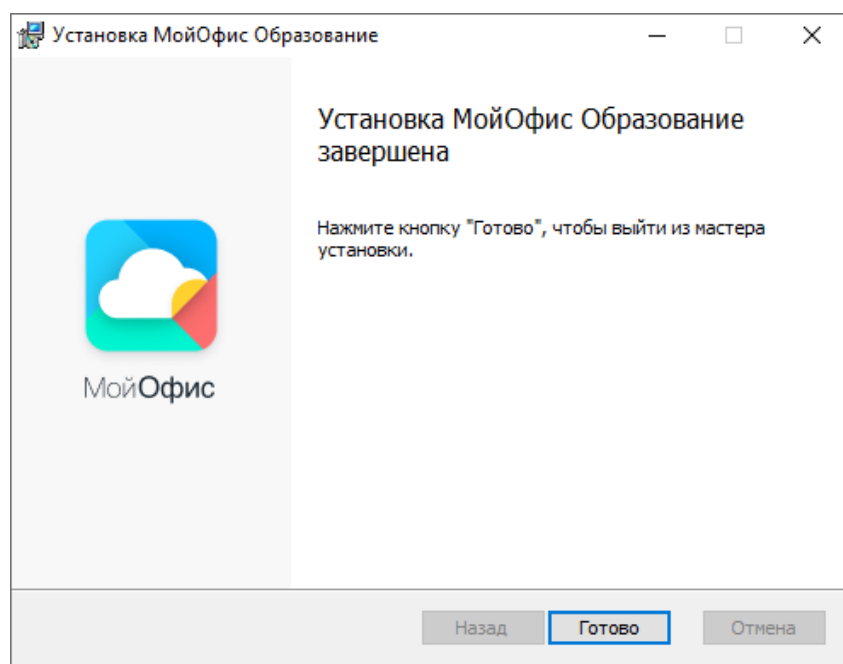 Установка МойОфис Образование
Установка МойОфис Образование
завершена
Нажмите кнопку "Готово", чтобы выйти из мастера
установки.
МойОфис
Назад
Готово
Отмена